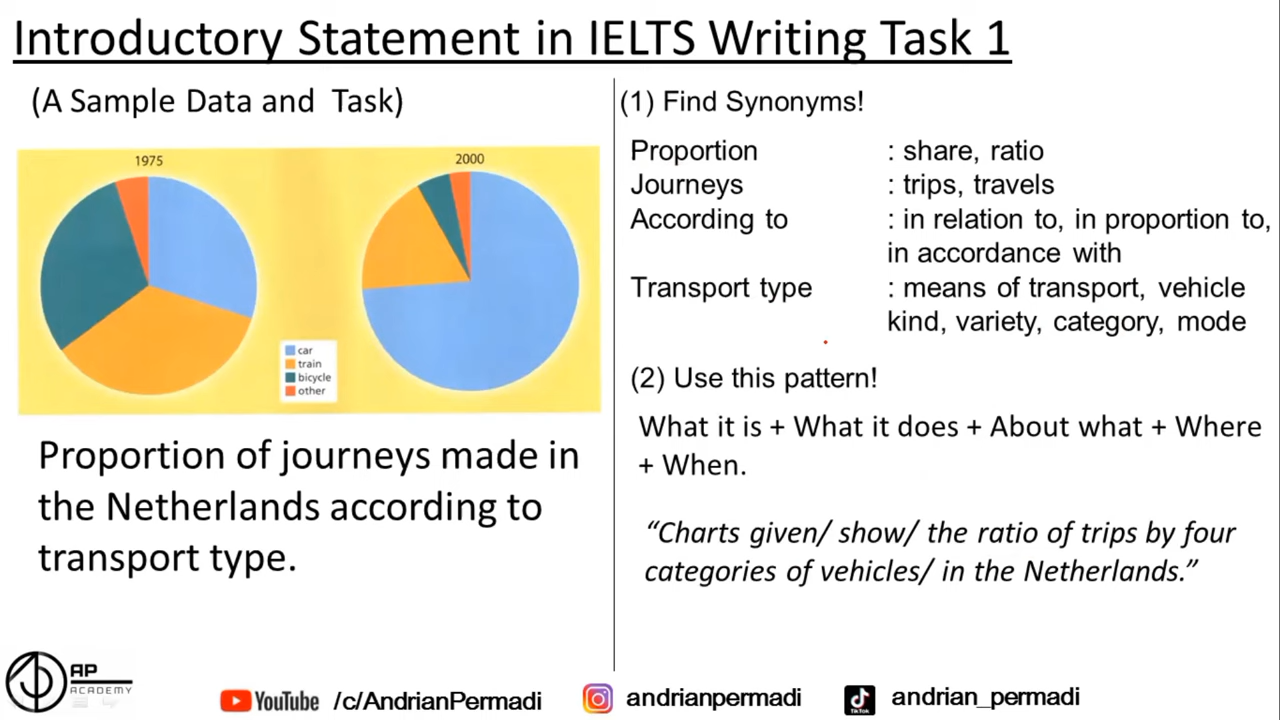 Introductory Statement in IELTS Writing Task 1
(A Sample Data and Task)
1975
2000
car
train
bicycle
other
Proportion of journeys made in
the Netherlands according to
transport type.
(1) Find Synonyms!
Proportion : share, ratio
Journeys : trips, travels
According to : in relation to, in proportion to,
in accordance with
Transport type : means of transport, vehicle
kind, variety, category, mode
(2) Use this pattern!
What it is + What it does + About what + Where
+ When.
“Charts given/ show/ the ratio of trips by four
categories of vehicles/ in the Netherlands.”
AP
ACADEMY
YouTube /c/AndrianPermadi
andrianpermadi
TikTok
andrian_permadi